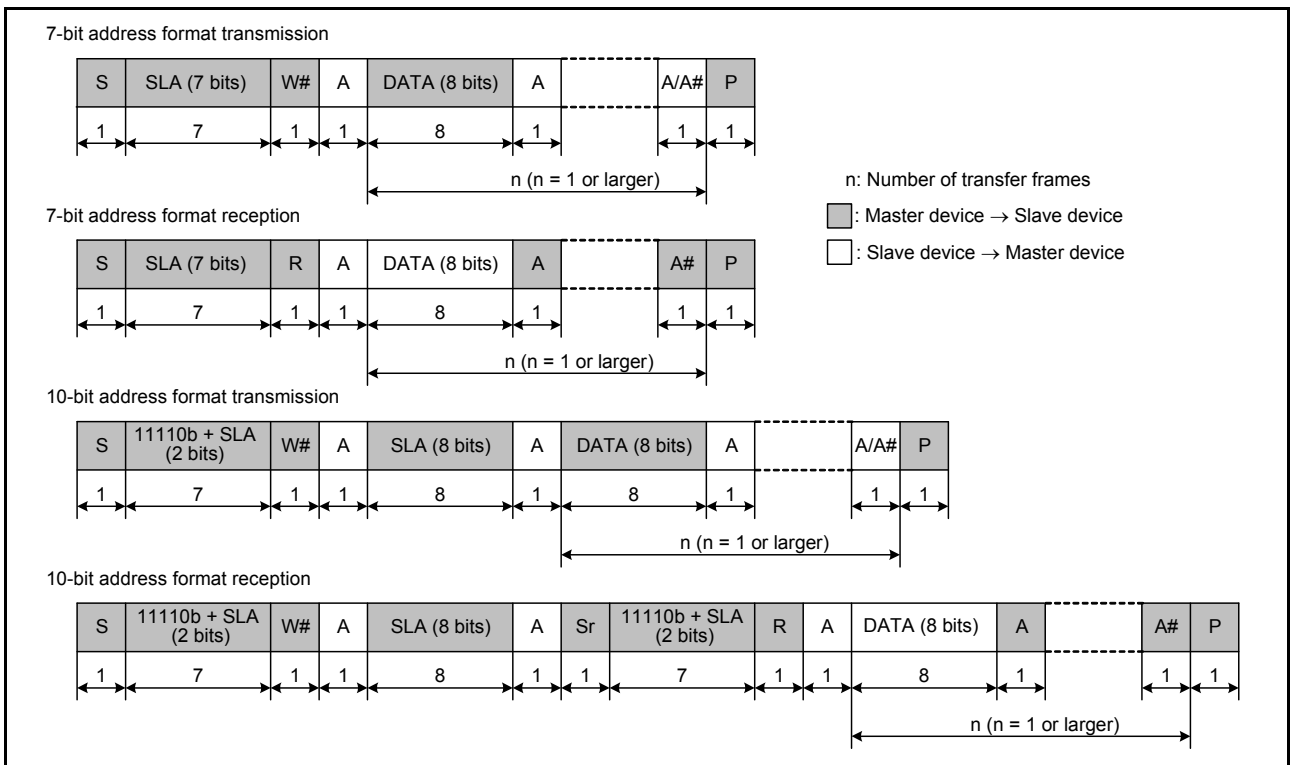 7-bit address format transmission
S SLA (7 bits) W# A DATA (8 bits) A A/A# P
1 7 1 1 8 1 1 1
n (n = 1 or larger)
n: Number of transfer frames
: Master device → Slave device
: Slave device → Master device
7-bit address format reception
S SLA (7 bits) R A DATA (8 bits) A A# P
1 7 1 1 8 1 1 1
n (n = 1 or larger)
10-bit address format transmission
S 11110b + SLA (2 bits) W# A SLA (8 bits) A DATA (8 bits) A A/A# P
1 7 1 1 8 1 8 1 1 1
n (n = 1 or larger)
10-bit address format reception
S 11110b + SLA (2 bits) W# A SLA (8 bits) A Sr 11110b + SLA (2 bits) R A DATA (8 bits) A A# P
1 7 1 1 8 1 1 7 1 1 8 1 1 1
n (n = 1 or larger)